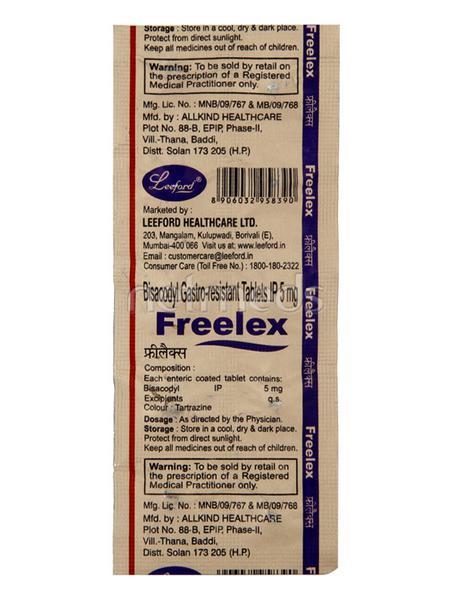 Storage : Store in a cool, dry & dark place.
Protect from direct sunlight.
Keep all medicines out of reach of children.
Warning: To be sold by retail on
the prescription of a Registered
Medical Practitioner only.
Mfg. Lic. No. : MNB/09/767 & MB/09/768
Mfd. by : ALLKIND HEALTHCARE
Plot No. 88-B, EPIP, Phase-II,
Vill.-Thana, Baddi,
Distt. Solan 173 205 (H.P.)
Leeford®
8 906032 958390
Marketed by :
LEEFORD HEALTHCARE LTD.
203, Mangalam, Kulupwadi, Borivali (E),
Mumbai-400 066 Visit us at: www.leeford.in
Email : customercare@leeford.in
Consumer Care (Toll Free No.) : 1800-180-2322
Bisacodyl Gastro-resistant Tablets IP 5 mg
netmeds
Freelex
फ्रीलैक्स
Composition :
Each enteric coated tablet contains:
Bisacodyl IP 5 mg
Excipients q.s.
Colour : Tartrazine
Dosage : As directed by the Physician.
Storage : Store in a cool, dry & dark place.
Protect from direct sunlight.
Keep all medicines out of reach of children.
Warning: To be sold by retail on
the prescription of a Registered
Medical Practitioner only.
Mfg. Lic. No. : MNB/09/767 & MB/09/768
Mfd. by : ALLKIND HEALTHCARE
Plot No. 88-B, EPIP, Phase-II,
Vill.-Thana, Baddi,
Distt. Solan 173 205 (H.P.)
Freelex
फ्रीलैक्स
Freelex
फ्रीलैक्स
Freelex
फ्रीलैक्स
Freelex
फ्रीलैक्स